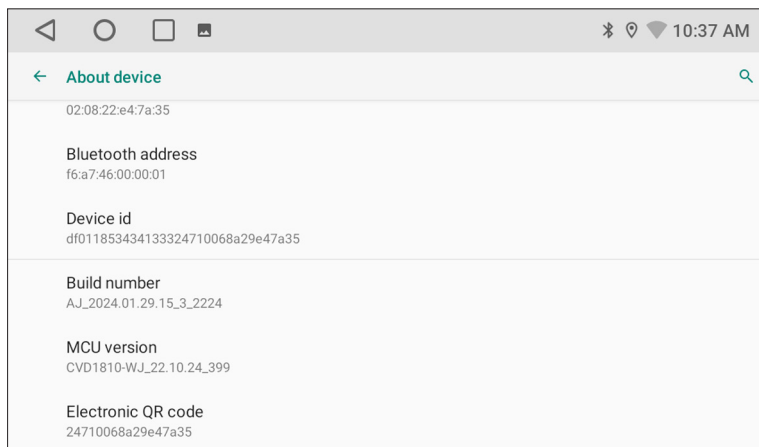 10:37 AM
About device
02:08:22:e4:7a:35
Bluetooth address
f6:a7:46:00:00:01
Device id
df011853434133324710068a29e47a35
Build number
AJ_2024.01.29.15_3_2224
MCU version
CVD1810-WJ_22.10.24_399
Electronic QR code
24710068a29e47a35